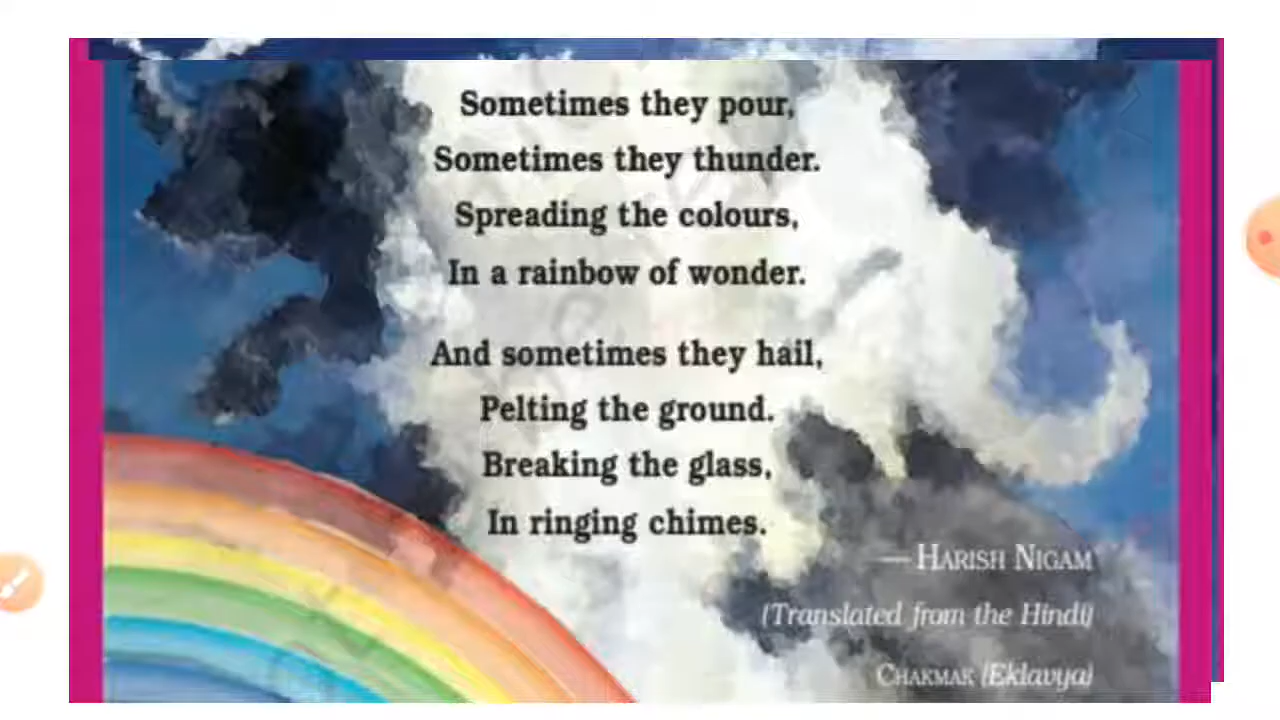 Sometimes they pour,
Sometimes they thunder.
Spreading the colours,
In a rainbow of wonder.
And sometimes they hail,
Pelting the ground.
Breaking the glass,
In ringing chimes.
— HARISH NIGAM
(Translated from the Hindi)
CHAKMAK (Eklavya)